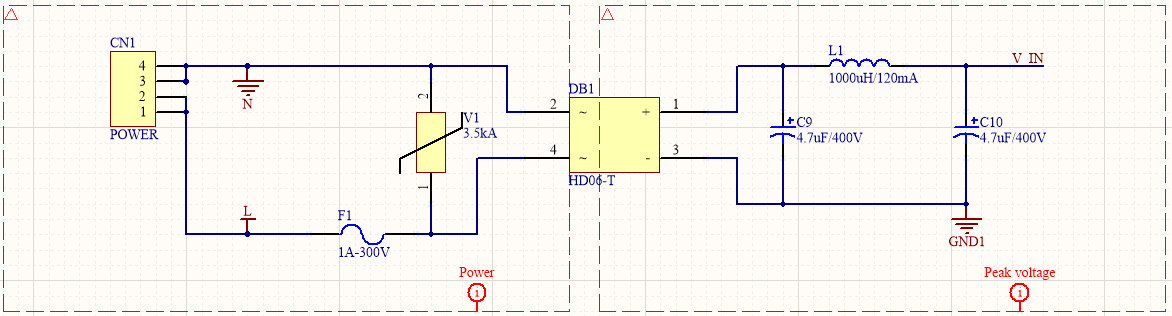 CN1
4
3
2
1
POWER
N
L
F1
1A-300V
2
V1
3.5kA
1
Power
1
DB1
2
~
+
1
4
~
-
3
HD06-T
L1
1000uH/120mA
V_IN
+
C9
4.7uF/400V
+
C10
4.7uF/400V
GND1
Peak voltage
1